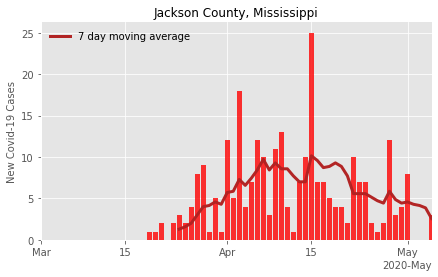 Jackson County, Mississippi
7 day moving average
New Covid-19 Cases
25
20
15
10
5
0
Mar
15
Apr
15
May
2020-May